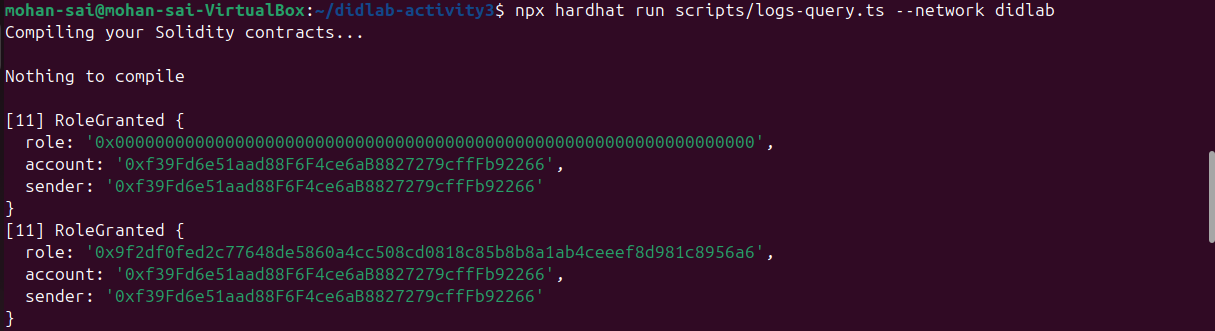 mohan-sai@mohan-sai-VirtualBox:~/didlab-activity3$ npx hardhat run scripts/logs-query.ts --network didlab
Compiling your Solidity contracts...
Nothing to compile
[11] RoleGranted {
role: '0x0000000000000000000000000000000000000000000000000000000000000000',
account: '0xf39Fd6e51aad88F6F4ce6aB8827279cffFb92266',
sender: '0xf39Fd6e51aad88F6F4ce6aB8827279cffFb92266'
}
[11] RoleGranted {
role: '0x9f2df0fed2c77648de5860a4cc508cd0818c85b8b8a1ab4ceeef8d981c8956a6',
account: '0xf39Fd6e51aad88F6F4ce6aB8827279cffFb92266',
sender: '0xf39Fd6e51aad88F6F4ce6aB8827279cffFb92266'
}